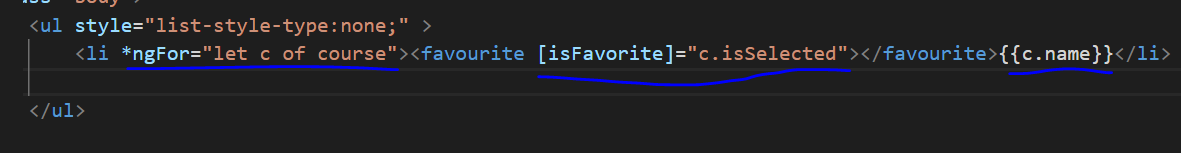 <ul style="list-style-type:none;" >
<li *ngFor="let c of course"><favourite [isFavorite]="c.isSelected"></favourite>{{c.name}}</li>
</ul>